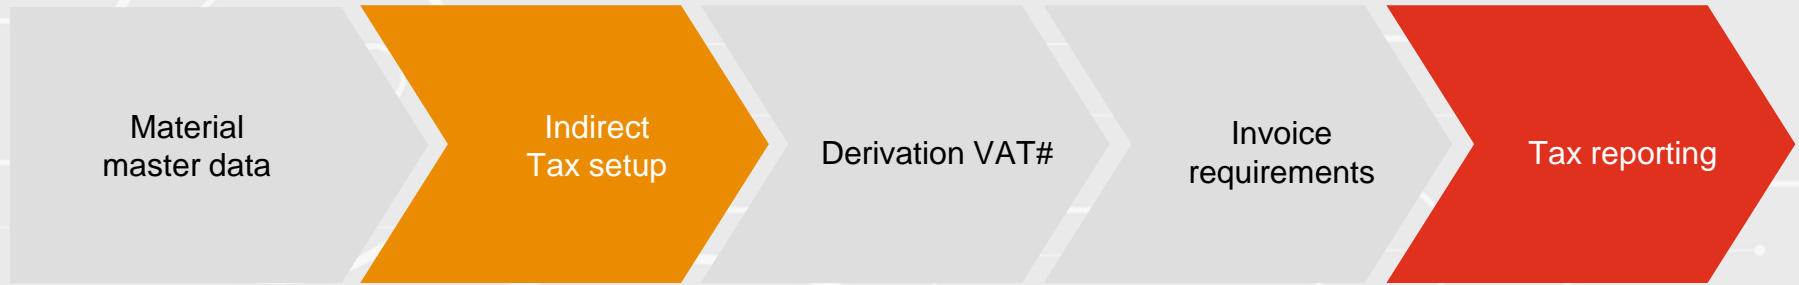 Material
master data
Indirect
Tax setup
Derivation VAT#
Invoice
requirements
Tax reporting